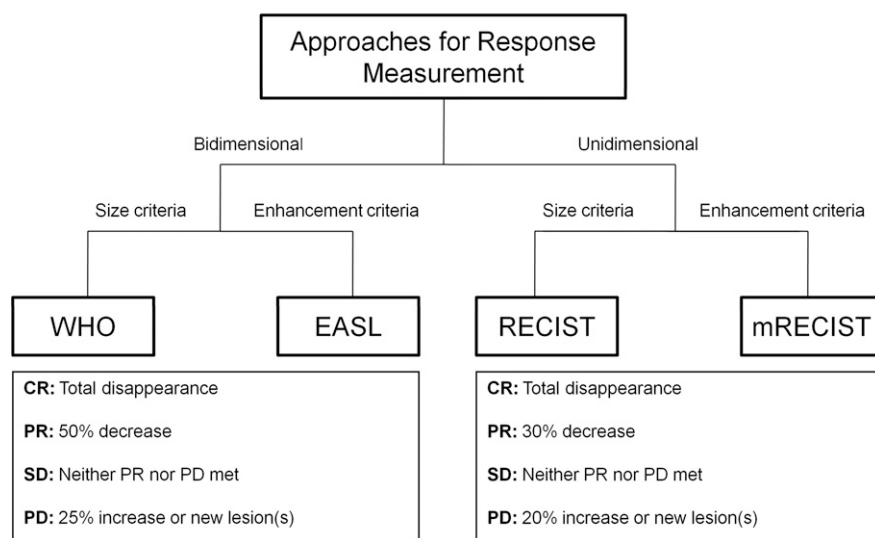 Approaches for Response
Measurement
Bidimensional
Unidimensional
Size criteria
Enhancement criteria
Size criteria
Enhancement criteria
WHO
EASL
RECIST
mRECIST
CR: Total disappearance
PR: 50% decrease
SD: Neither PR nor PD met
PD: 25% increase or new lesion(s)
CR: Total disappearance
PR: 30% decrease
SD: Neither PR nor PD met
PD: 20% increase or new lesion(s)